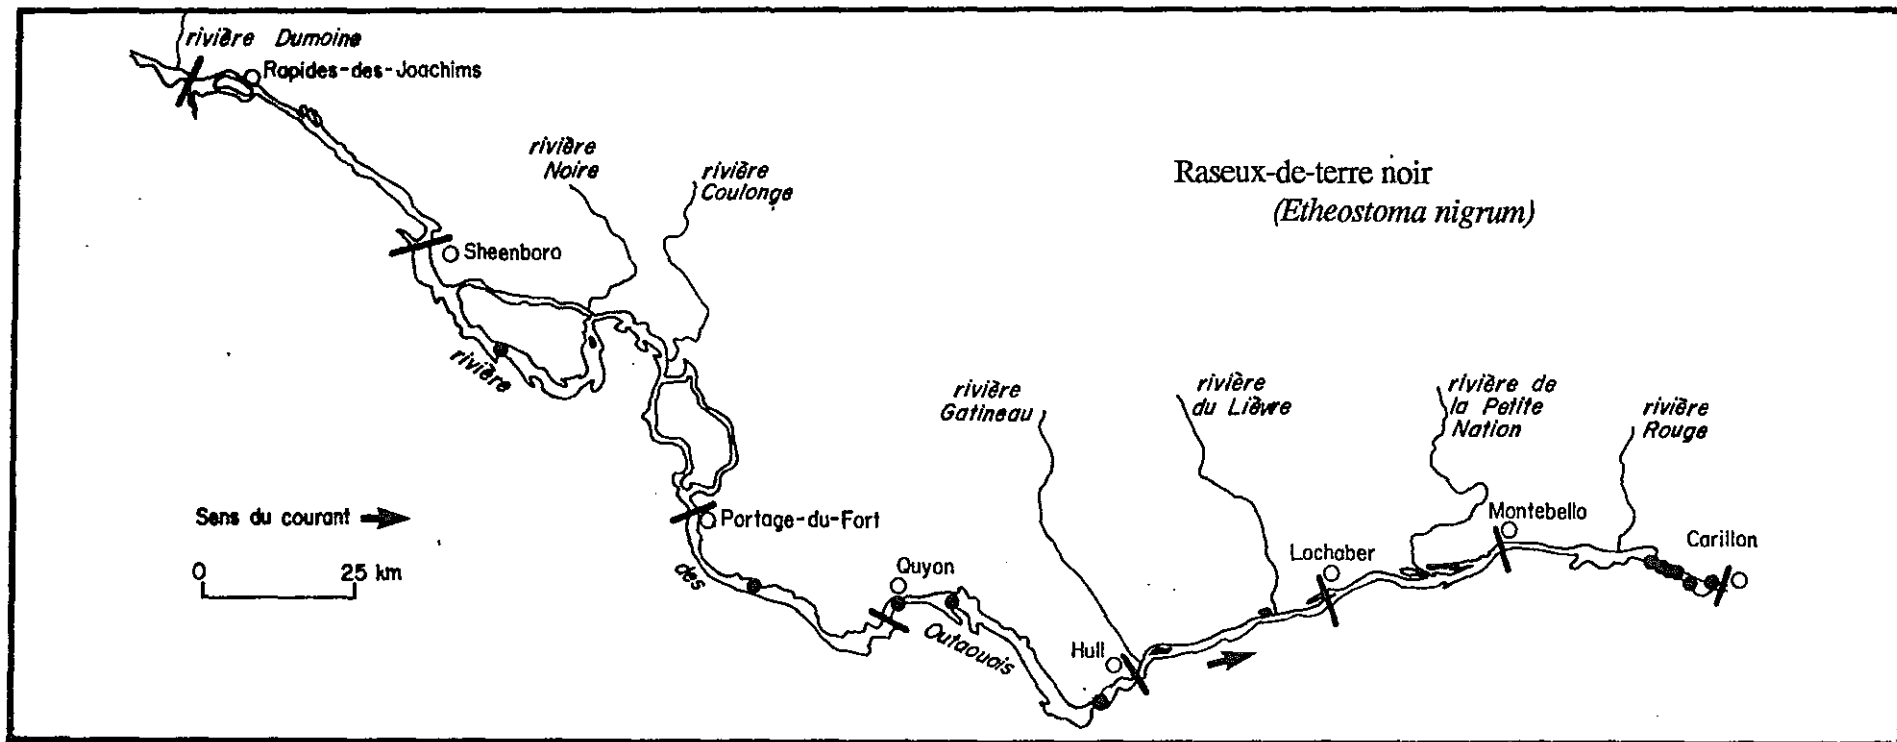 rivière Dumoine
Rapides-des-Joachims
rivière
Noire
rivière
Coulonge
Raseux-de-terre noir
(Etheostoma nigrum)
Sheenboro
rivière
rivière
Gatineau
rivière
du Lièvre
rivière de
la Petite
Nation
rivière
Rouge
Sens du courant
Portage-du-Fort
Montebello
Carillon
Lochaber
0 25 km
des
Quyon
Outaouais
Hull